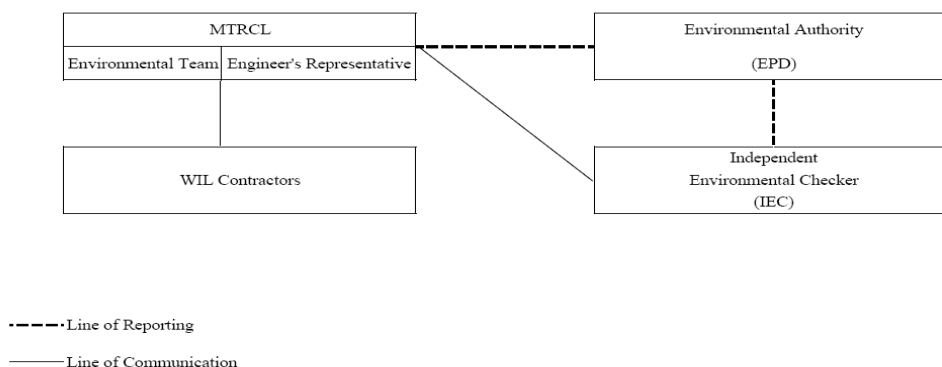 MTRCL
Environmental Team
Engineer's Representative
Environmental Authority
(EPD)
WIL Contractors
Independent
Environmental Checker
(IEC)
Line of Reporting
Line of Communication